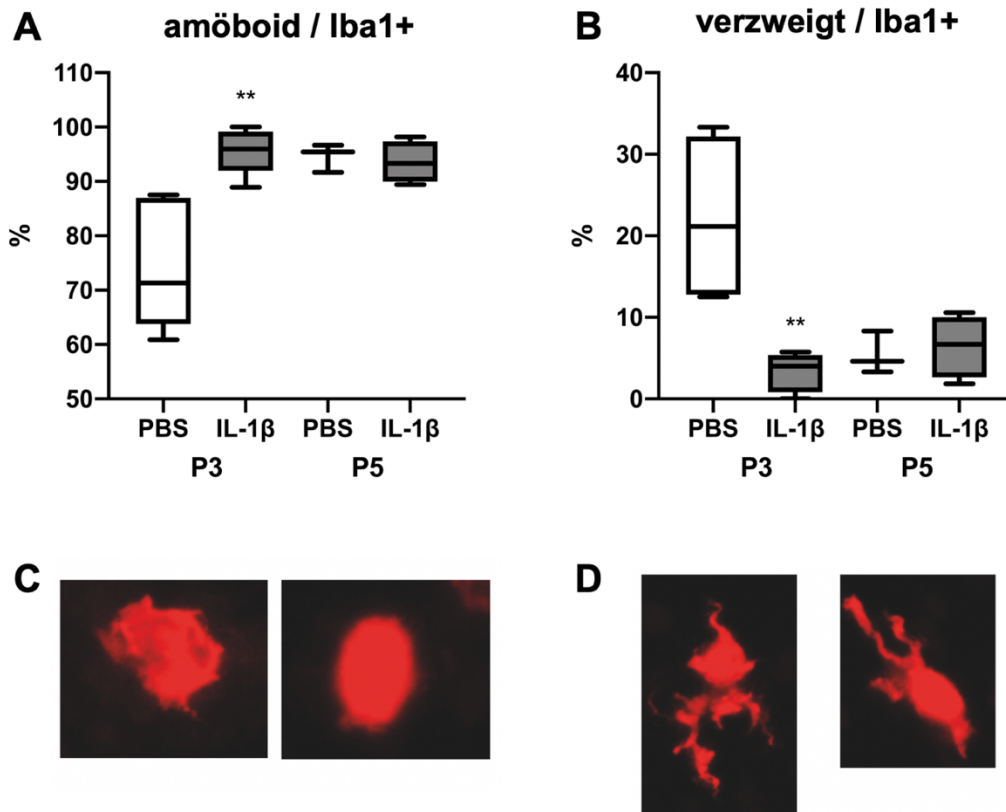 A
amöboid / Iba1+
110
100
90
80
70
60
50
%
**
PBS
IL-1β
PBS
IL-1β
P3
P5
B
verzweigt / Iba1+
40
30
20
10
0
%
**
PBS
IL-1β
PBS
IL-1β
P3
P5
C
D